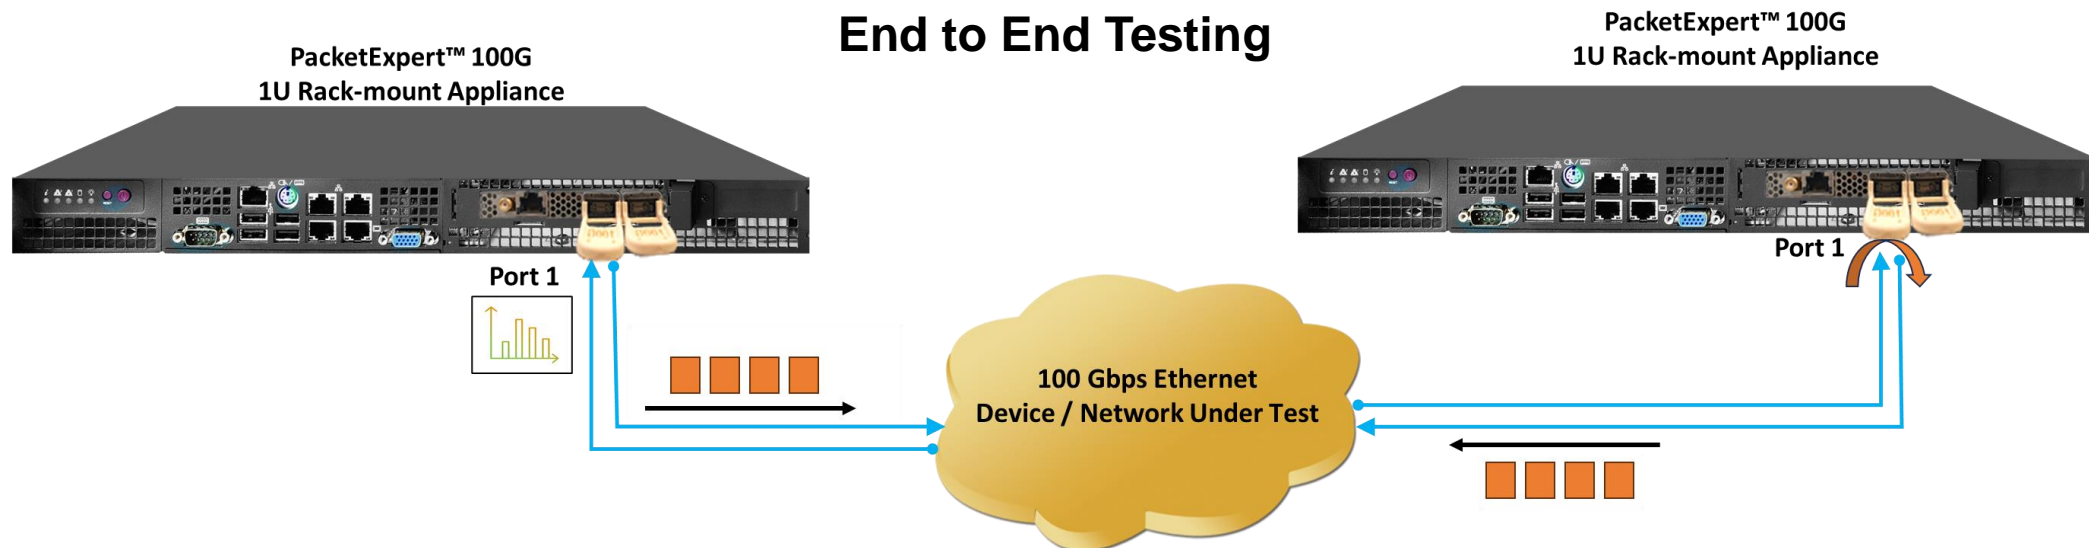 End to End Testing
PacketExpert™ 100G
1U Rack-mount Appliance
PacketExpert™ 100G
1U Rack-mount Appliance
Port 1
Port 1
100 Gbps Ethernet
Device / Network Under Test